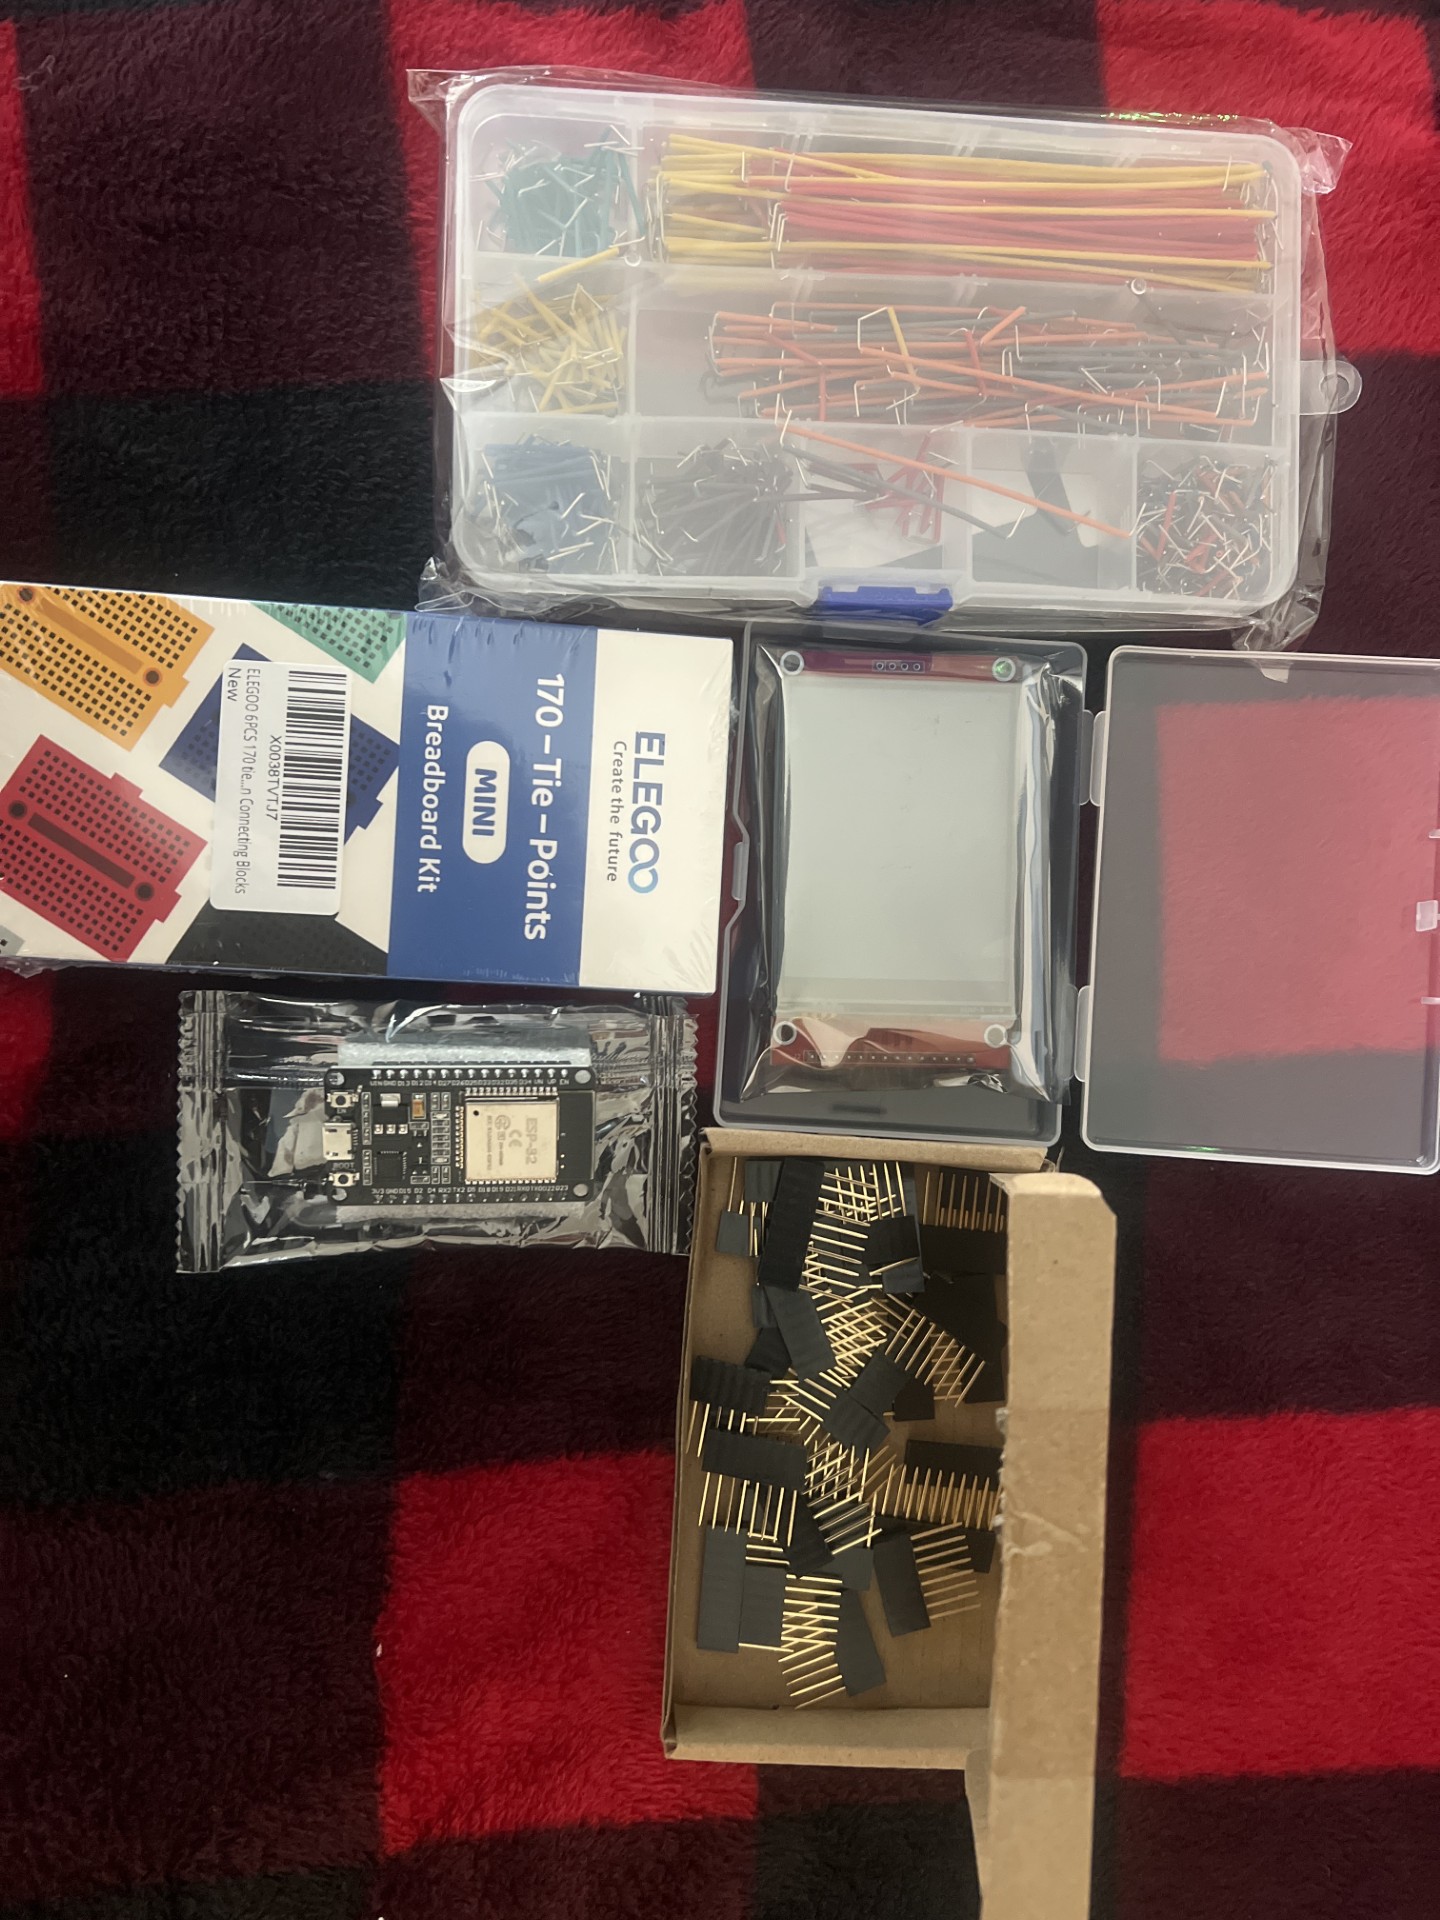 ELEGOO
Create the future
170-Tie-Points
MINI
Breadboard Kit
X0038TVTJ7
ELEGOO 6PCS 170 tie...n Connecting Blocks
New
ESP-32
CE
EN
BOOT